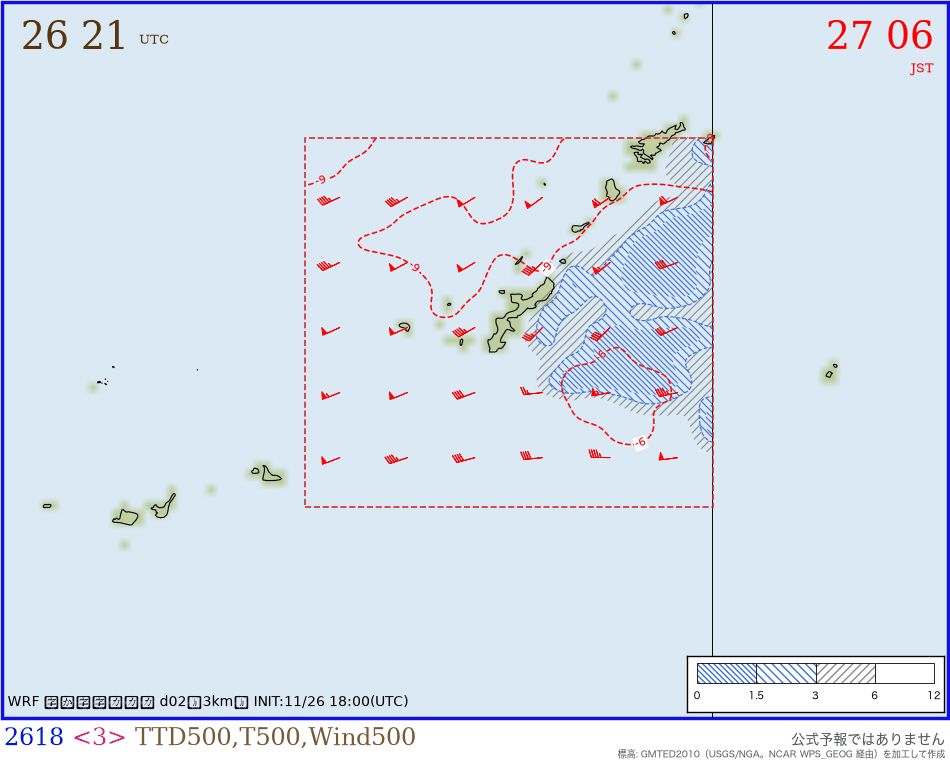 26 21 UTC
27 06
JST
-9
-9
-9
-9
-6
-6
WRF d02 3km INIT:11/26 18:00(UTC)
0 1.5 3 6 12
2618 <3> TTD500,T500,Wind500
公式予報ではありません
標高: GMTED2010（USGS/NGA。NCAR WPS_GEOG 経由）を加工して作成